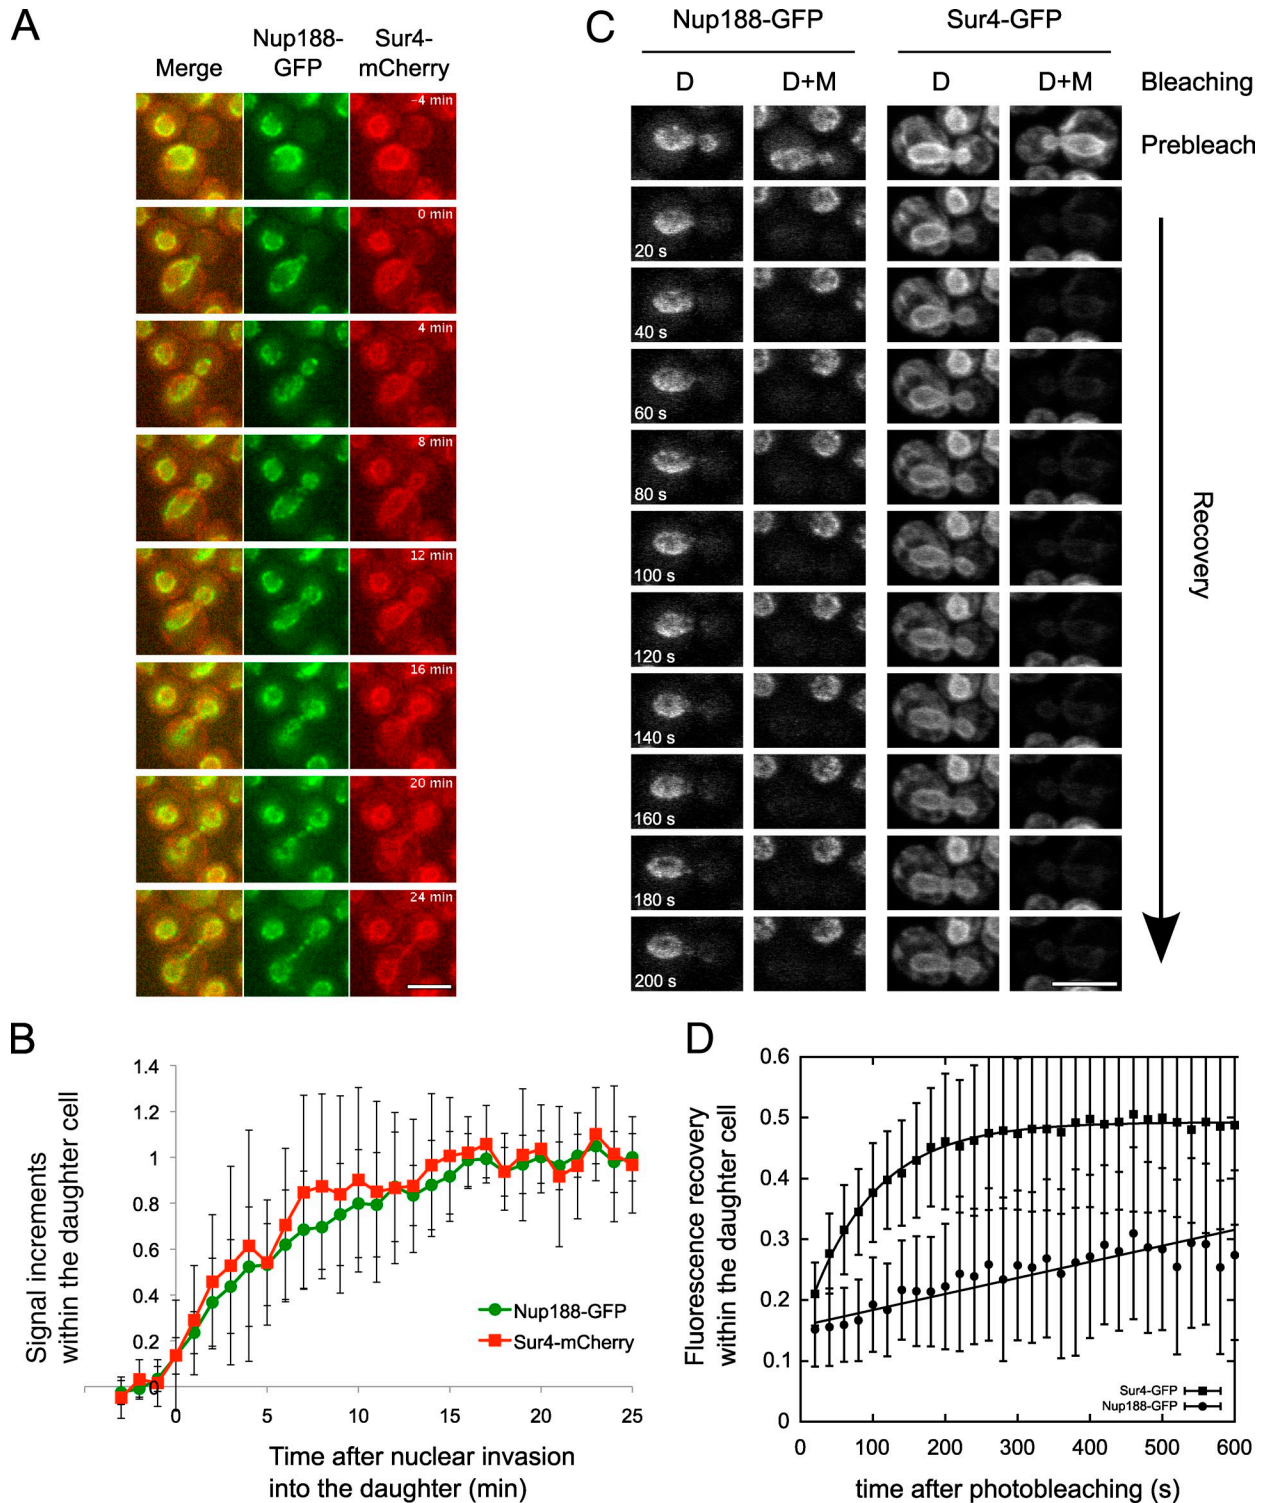 A
Merge
Nup188-
GFP
Sur4-
mCherry
-4 min
0 min
4 min
8 min
12 min
16 min
20 min
24 min
C
Nup188-GFP
Sur4-GFP
D
D+M
D
D+M
Bleaching
Prebleach
20 s
40 s
60 s
80 s
100 s
120 s
140 s
160 s
180 s
200 s
Recovery
B
Signal increments
within the daughter cell
1.4
1.2
1
0.8
0.6
0.4
0.2
0
Nup188-GFP
Sur4-mCherry
0
5
10
15
20
25
Time after nuclear invasion
into the daughter (min)
D
Fluorescence recovery
within the daughter cell
0.6
0.5
0.4
0.3
0.2
0.1
0
Sur4-GFP
Nup188-GFP
0
100
200
300
400
500
600
time after photobleaching (s)